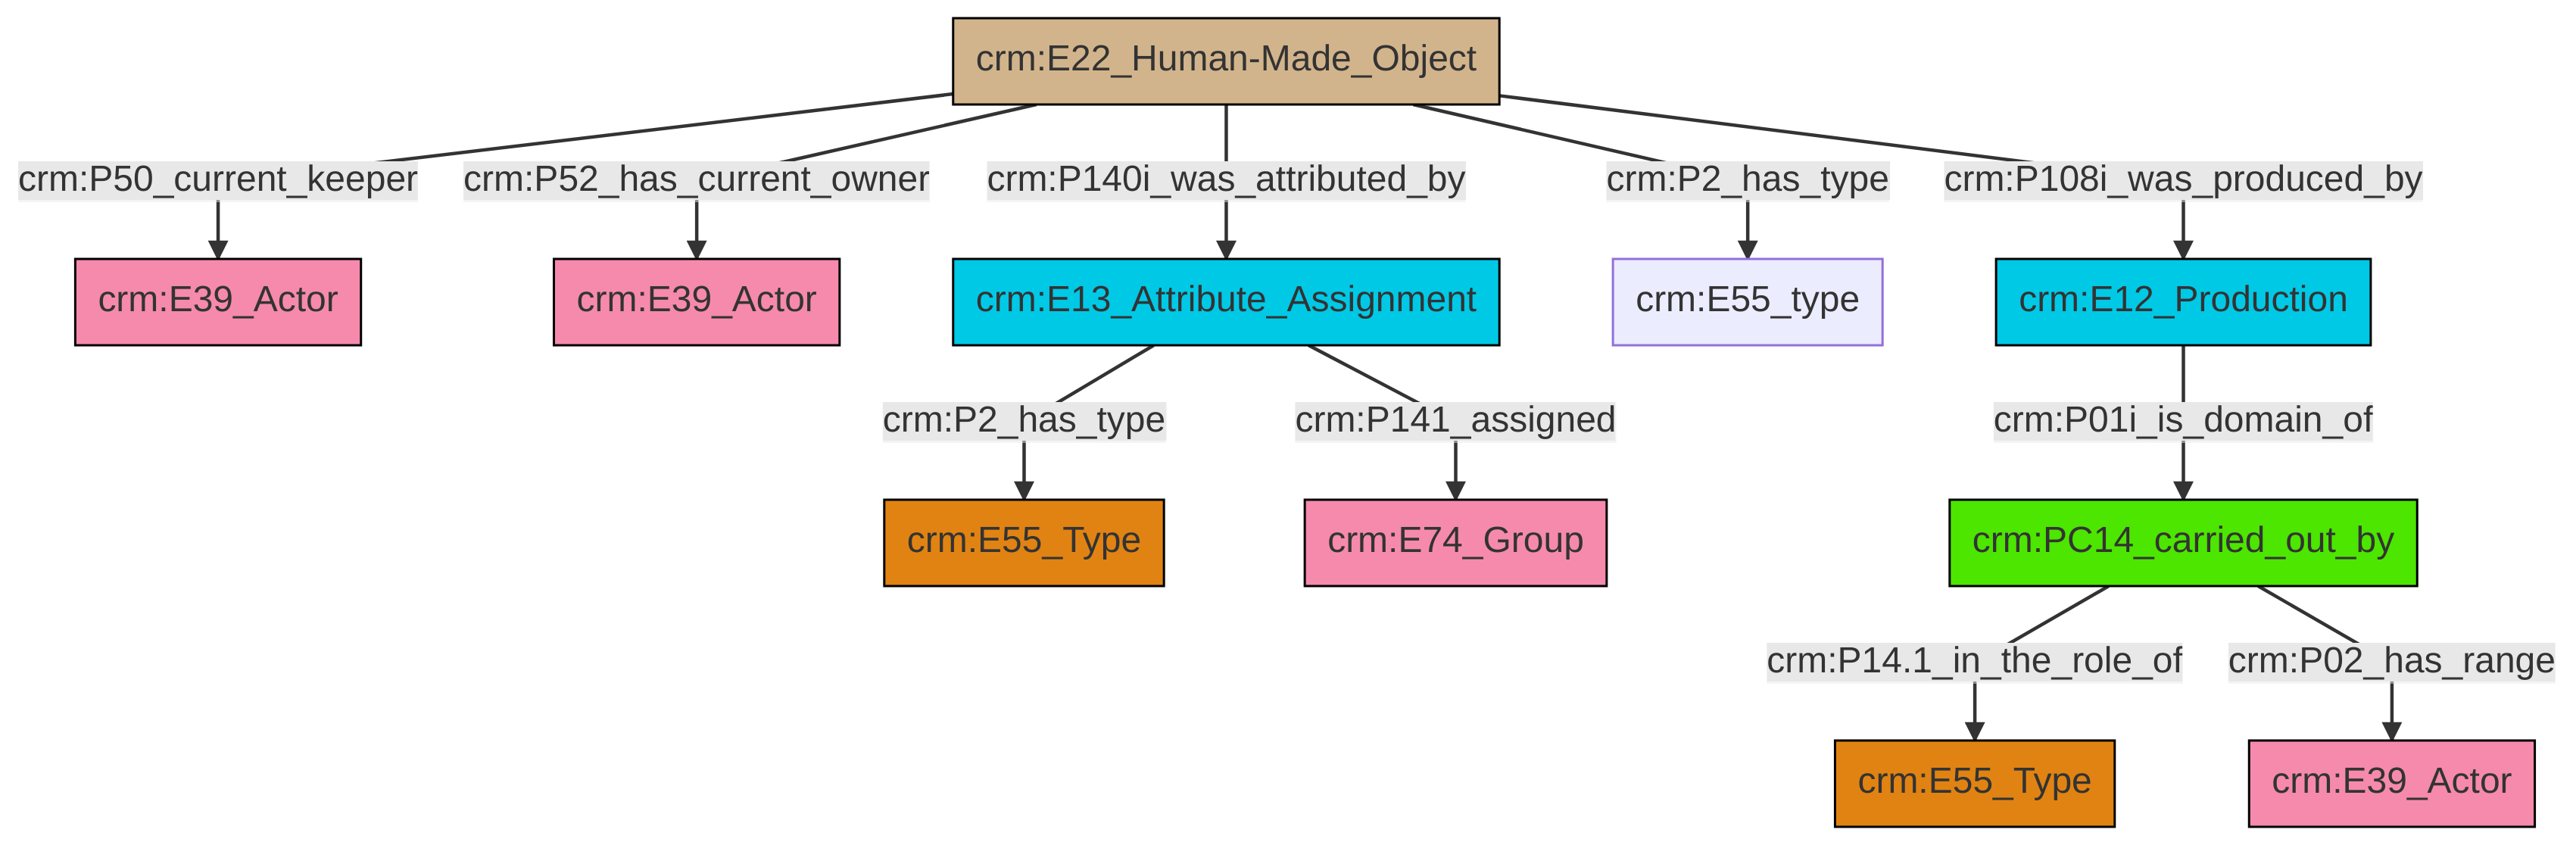 crm:E22_Human-Made_Object
crm:P50_current_keeper
crm:P52_has_current_owner
crm:P140i_was_attributed_by
crm:P2_has_type
crm:P108i_was_produced_by
crm:E39_Actor
crm:E39_Actor
crm:E13_Attribute_Assignment
crm:E55_type
crm:E12_Production
crm:P2_has_type
crm:P141_assigned
crm:P01i_is_domain_of
crm:E55_Type
crm:E74_Group
crm:PC14_carried_out_by
crm:P14.1_in_the_role_of
crm:P02_has_range
crm:E55_Type
crm:E39_Actor